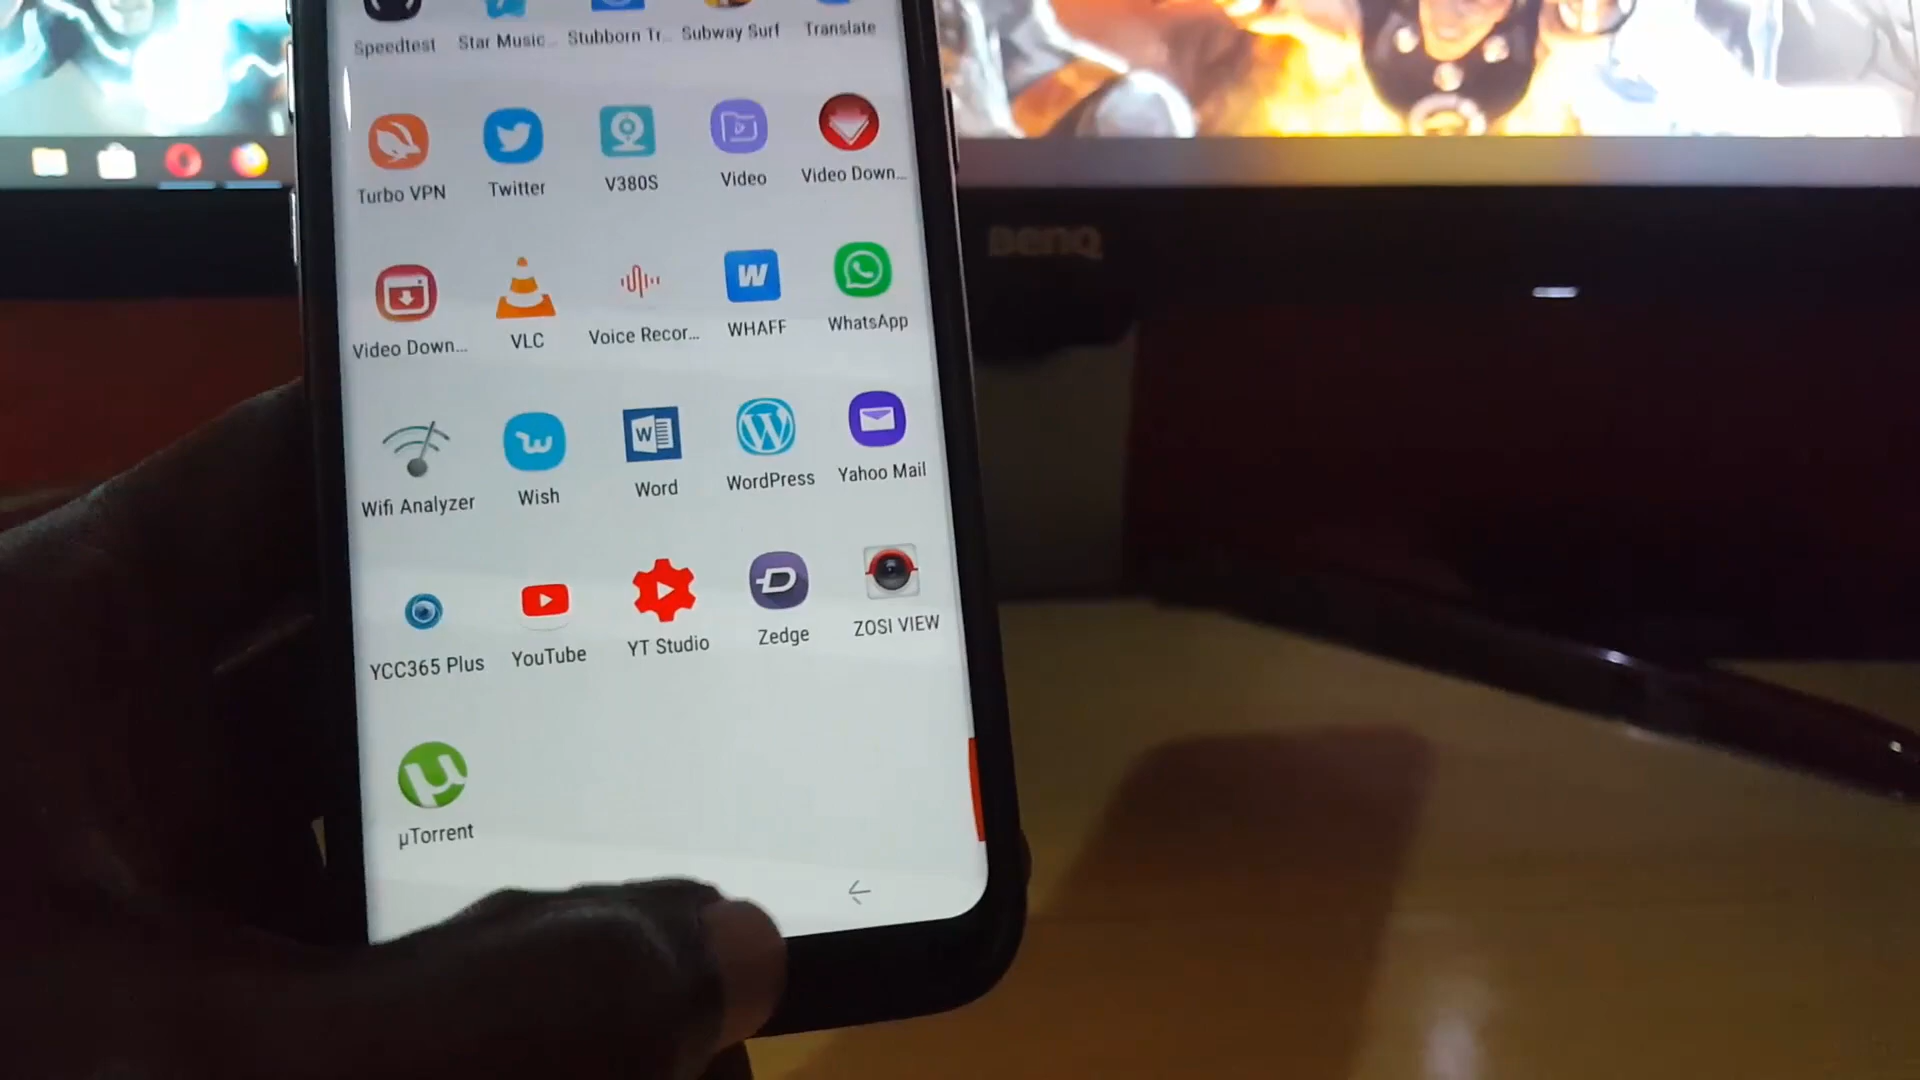 Speedtest Star Music... Stubborn Tr... Subway Surf Translate
Turbo VPN Twitter V380S Video Video Down...
Video Down... VLC Voice Recor... WHAFF WhatsApp
Wifi Analyzer Wish Word WordPress Yahoo Mail
YCC365 Plus YouTube YT Studio Zedge ZOSI VIEW
µTorrent
BenQ